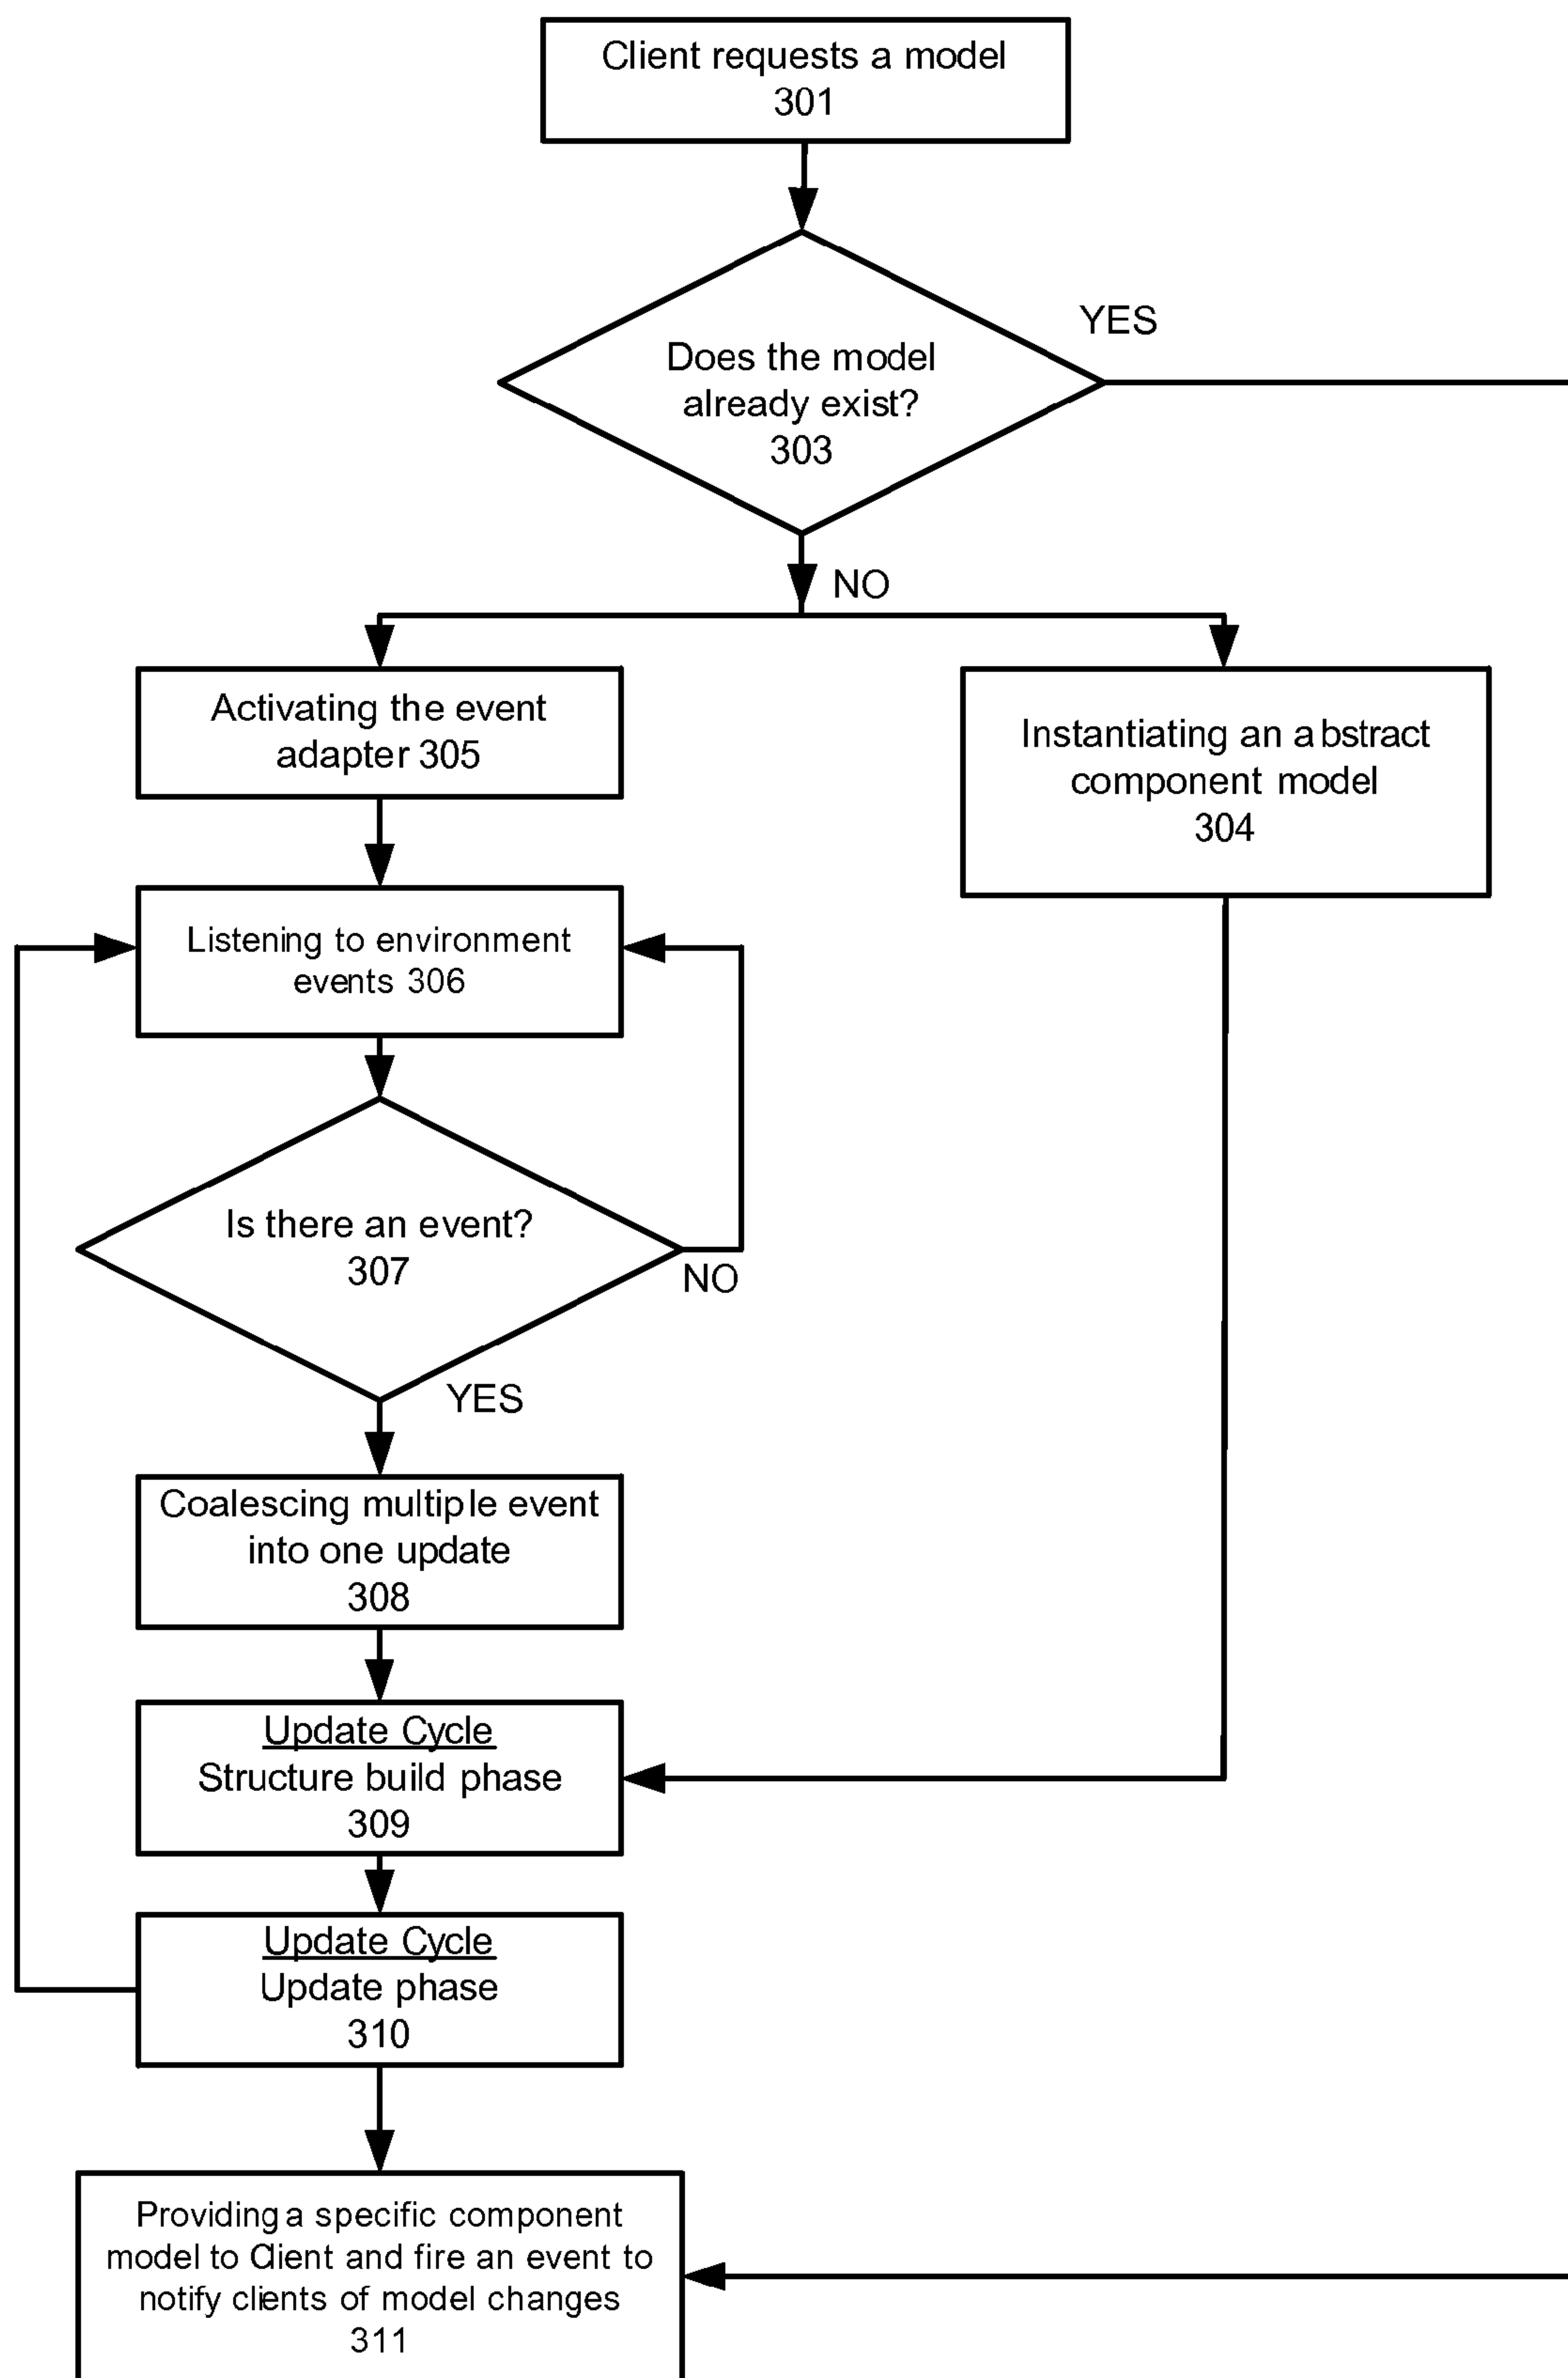 Client requests a model
301
YES
Does the model
already exist?
303
NO
Activating the event
adapter 305
Instantiating an abstract
component model
304
Listening to environment
events 306
Is there an event?
307
NO
YES
Coalescing multiple event
into one update
308
Update Cycle
Structure build phase
309
Update Cycle
Update phase
310
Providing a specific component
model to Client and fire an event to
notify clients of model changes
311